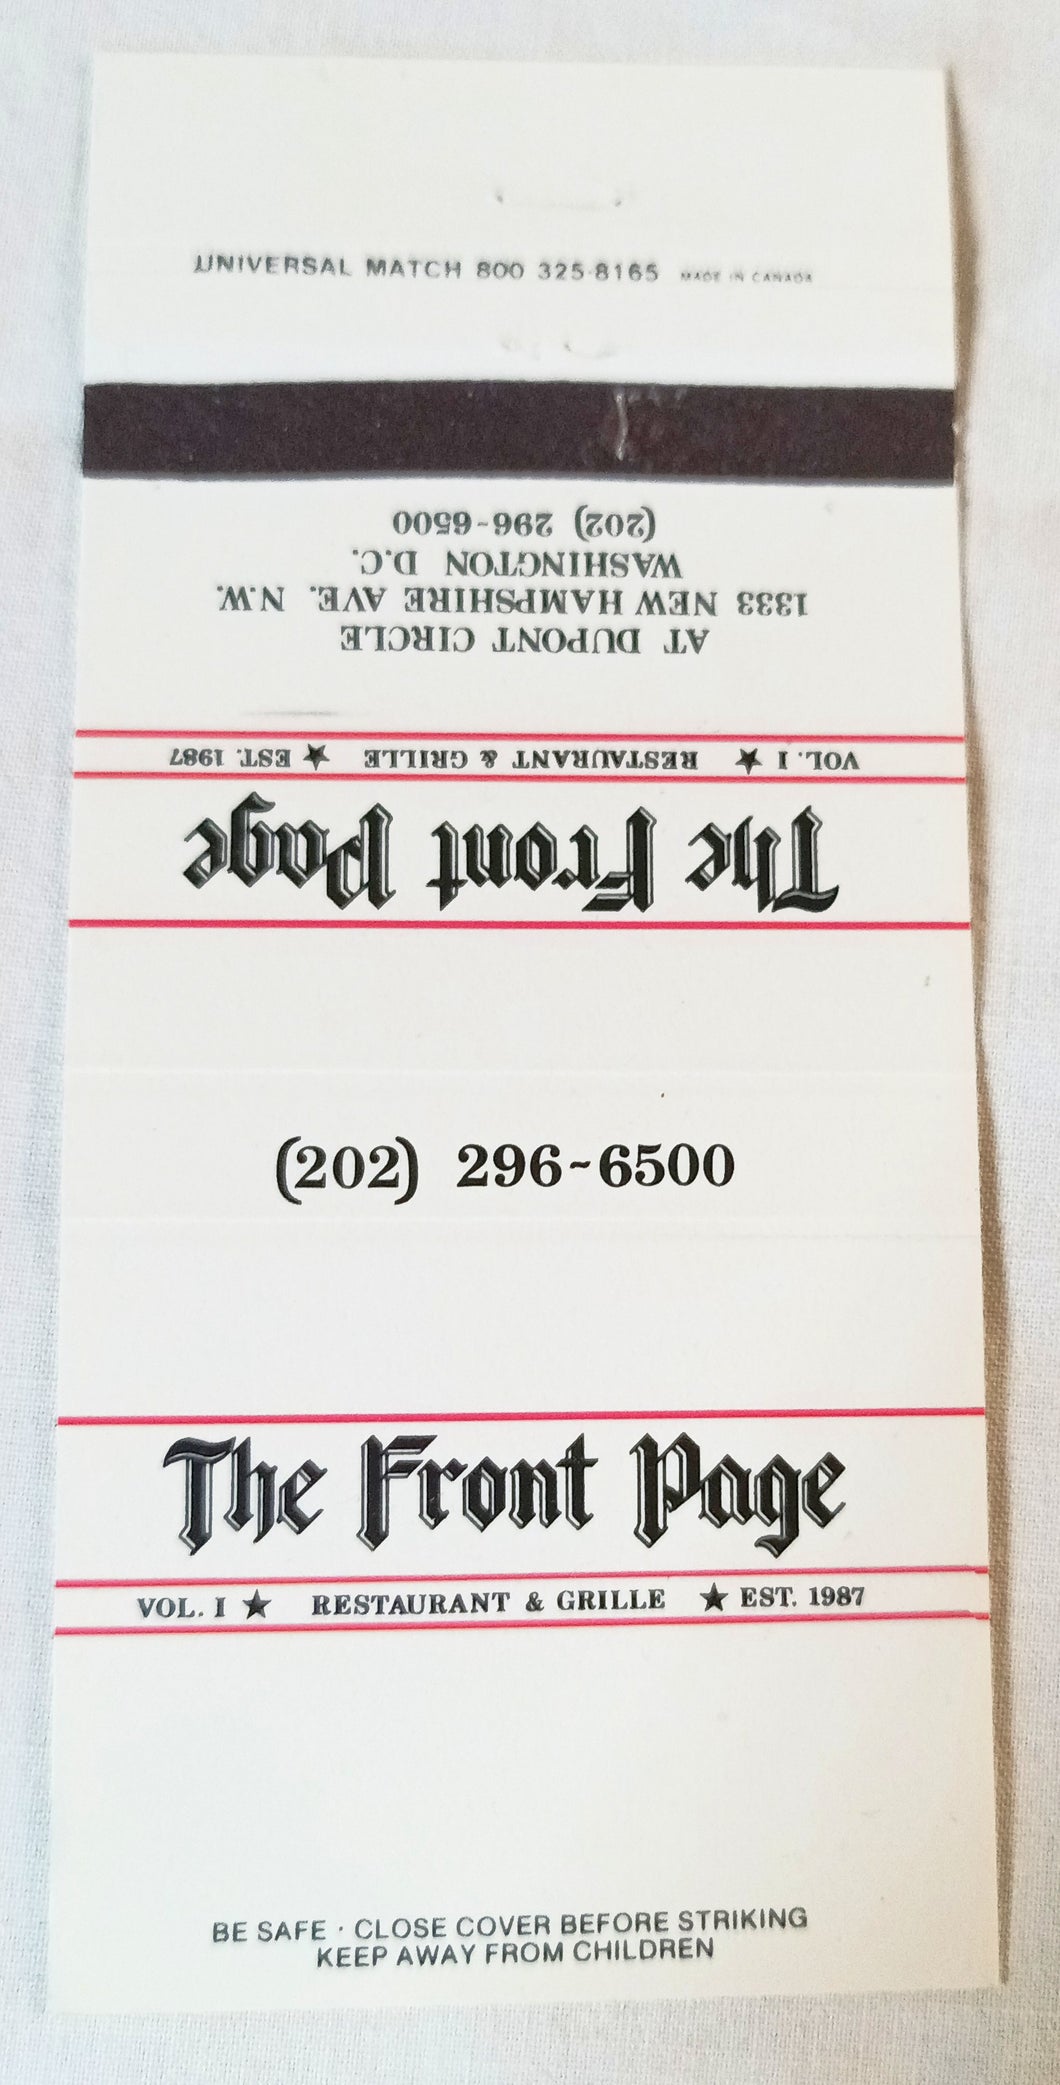 UNIVERSAL MATCH 800 325-8165 MADE IN CANADA
The Front Page
VOL. I ★ RESTAURANT & GRILLE ★ EST. 1987
AT DUPONT CIRCLE
1333 NEW HAMPSHIRE AVE. N.W.
WASHINGTON D.C.
(202) 296-6500
(202) 296-6500
The Front Page
VOL. I ★ RESTAURANT & GRILLE ★ EST. 1987
BE SAFE · CLOSE COVER BEFORE STRIKING
KEEP AWAY FROM CHILDREN